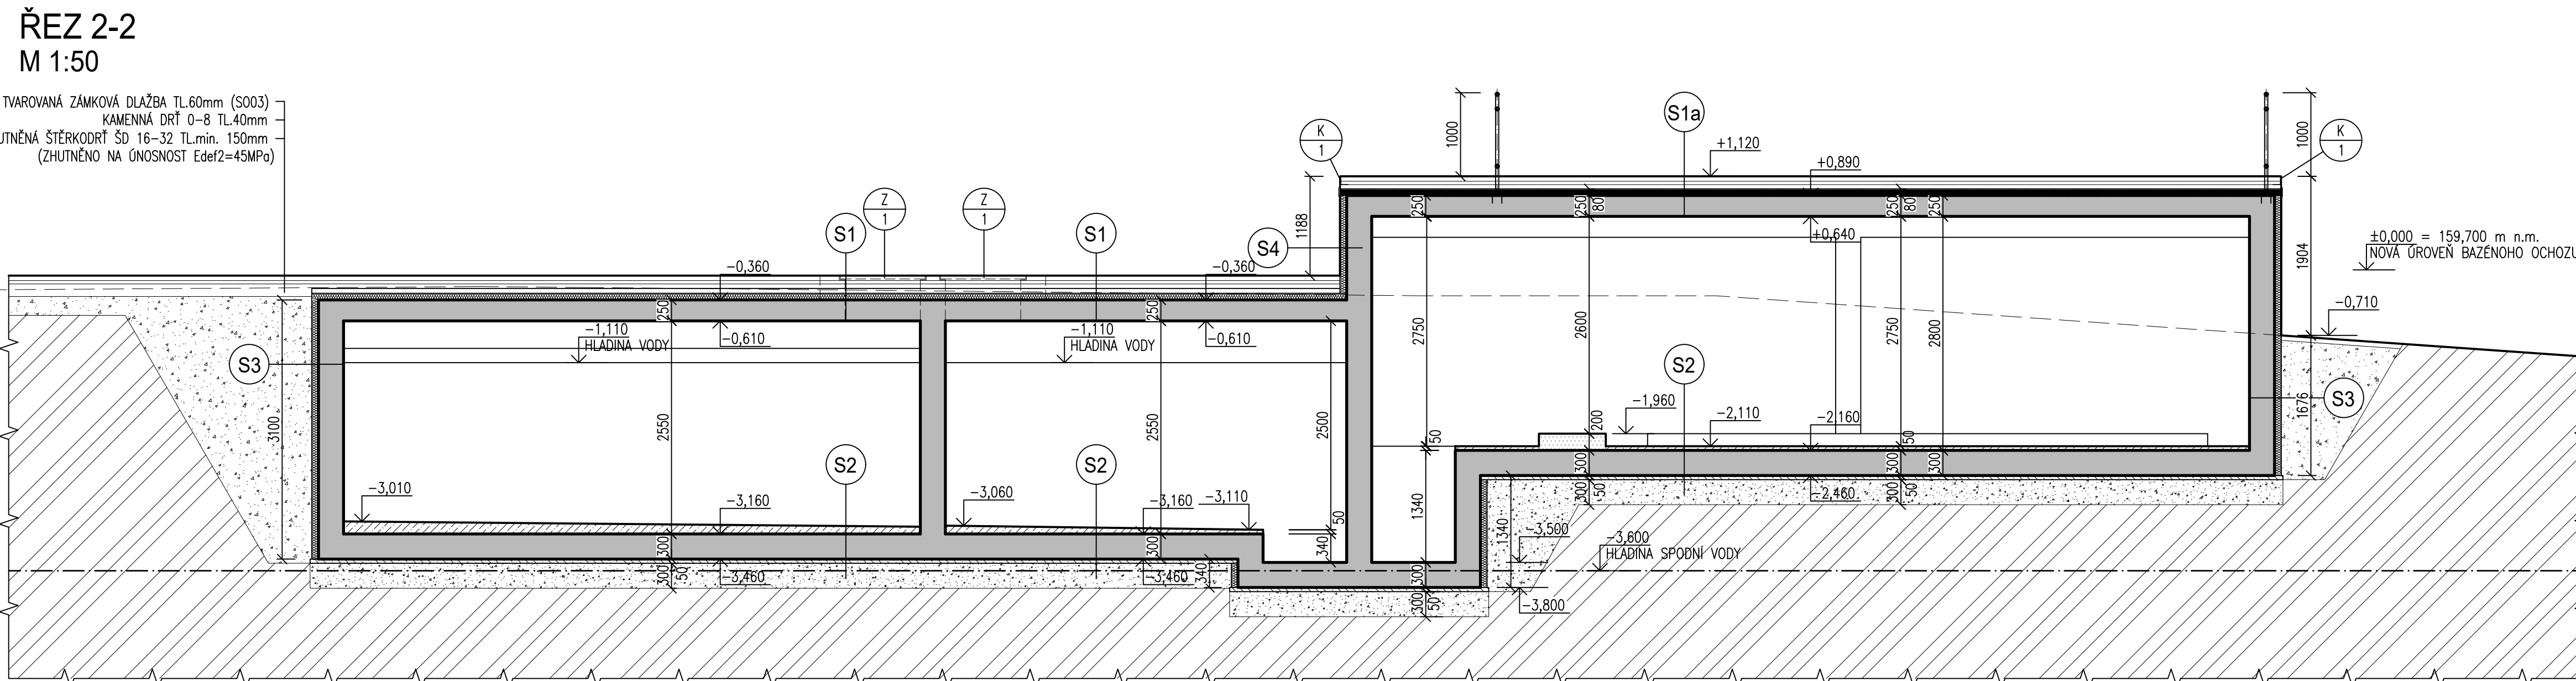 ŘEZ 2-2
M 1:50
TVAROVANÁ ZÁMKOVÁ DLAŽBA TL.60mm (SO03)
KAMENNÁ DRŤ 0-8 TL.40mm
UTNĚNÁ ŠTĚRKODRŤ ŠD 16-32 TL.min. 150mm
(ZHUTNĚNO NA ÚNOSNOST Edef2=45MPa)
K
1
S1a
K
1
1000
1000
+1,120
+0,890
Z
1
Z
1
S1
S1
S4
1188
250
250
80
250
80
250
+0,640
1904
±0,000 = 159,700 m n.m.
NOVÁ ÚROVEŇ BAZÉNOHO OCHOZU
-0,360
-0,360
-0,710
250
250
-0,610
-0,610
-1,110
HLADINA VODY
-1,110
HLADINA VODY
S3
S2
S3
2750
2600
2750
2800
3100
2550
2550
2500
-1,960
200
-2,110
-2,160
50
50
1676
S2
S2
-3,010
-3,160
-3,060
-3,160
-3,110
50
340
1340
1340
300
300
300
300
50
300
50
-2,460
-3,500
-3,600
HLADINA SPODNÍ VODY
300
300
300
50
-3,460
-3,460
340
300
300
50
-3,800